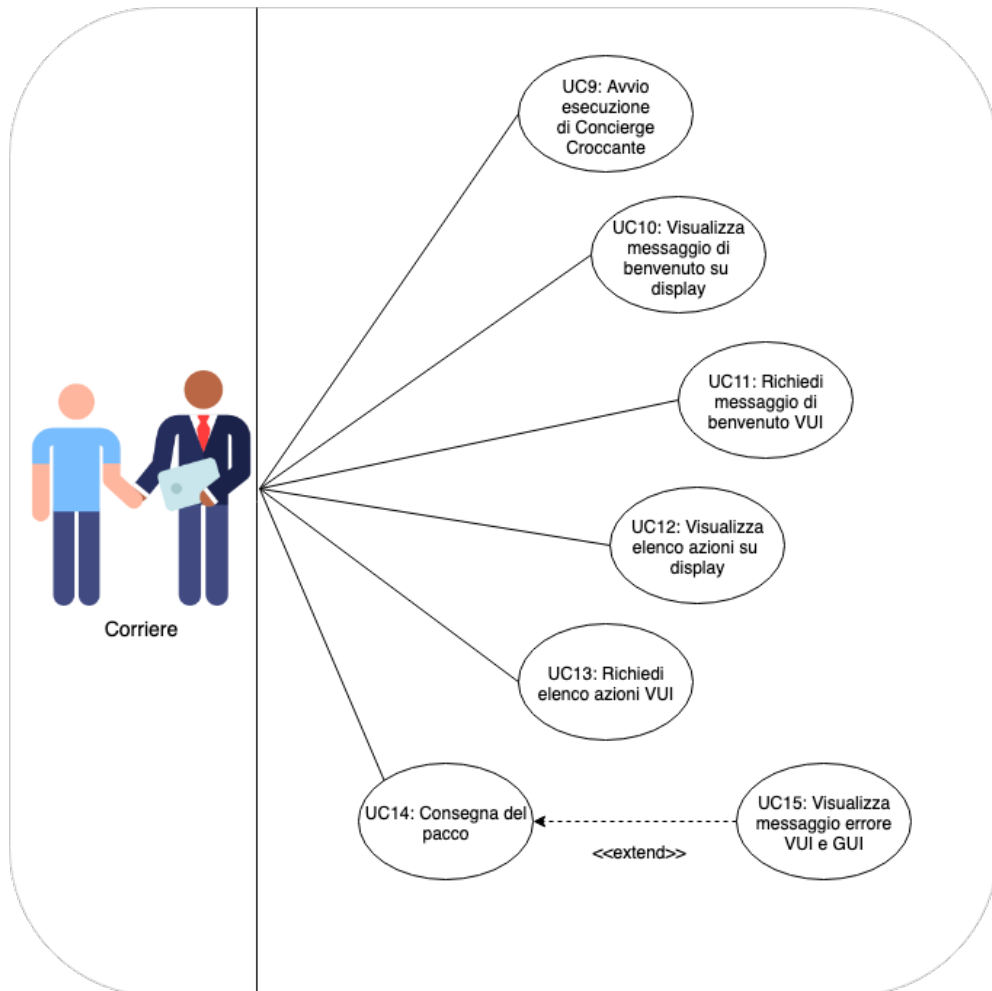 UC9: Avvio
esecuzione
di Concierge
Croccante
UC10: Visualizza
messaggio di
benvenuto su
display
UC11: Richiedi
messaggio di
benvenuto VUI
UC12: Visualizza
elenco azioni su
display
Corriere
UC13: Richiedi
elenco azioni VUI
UC14: Consegna del
pacco
<<extend>>
UC15: Visualizza
messaggio errore
VUI e GUI